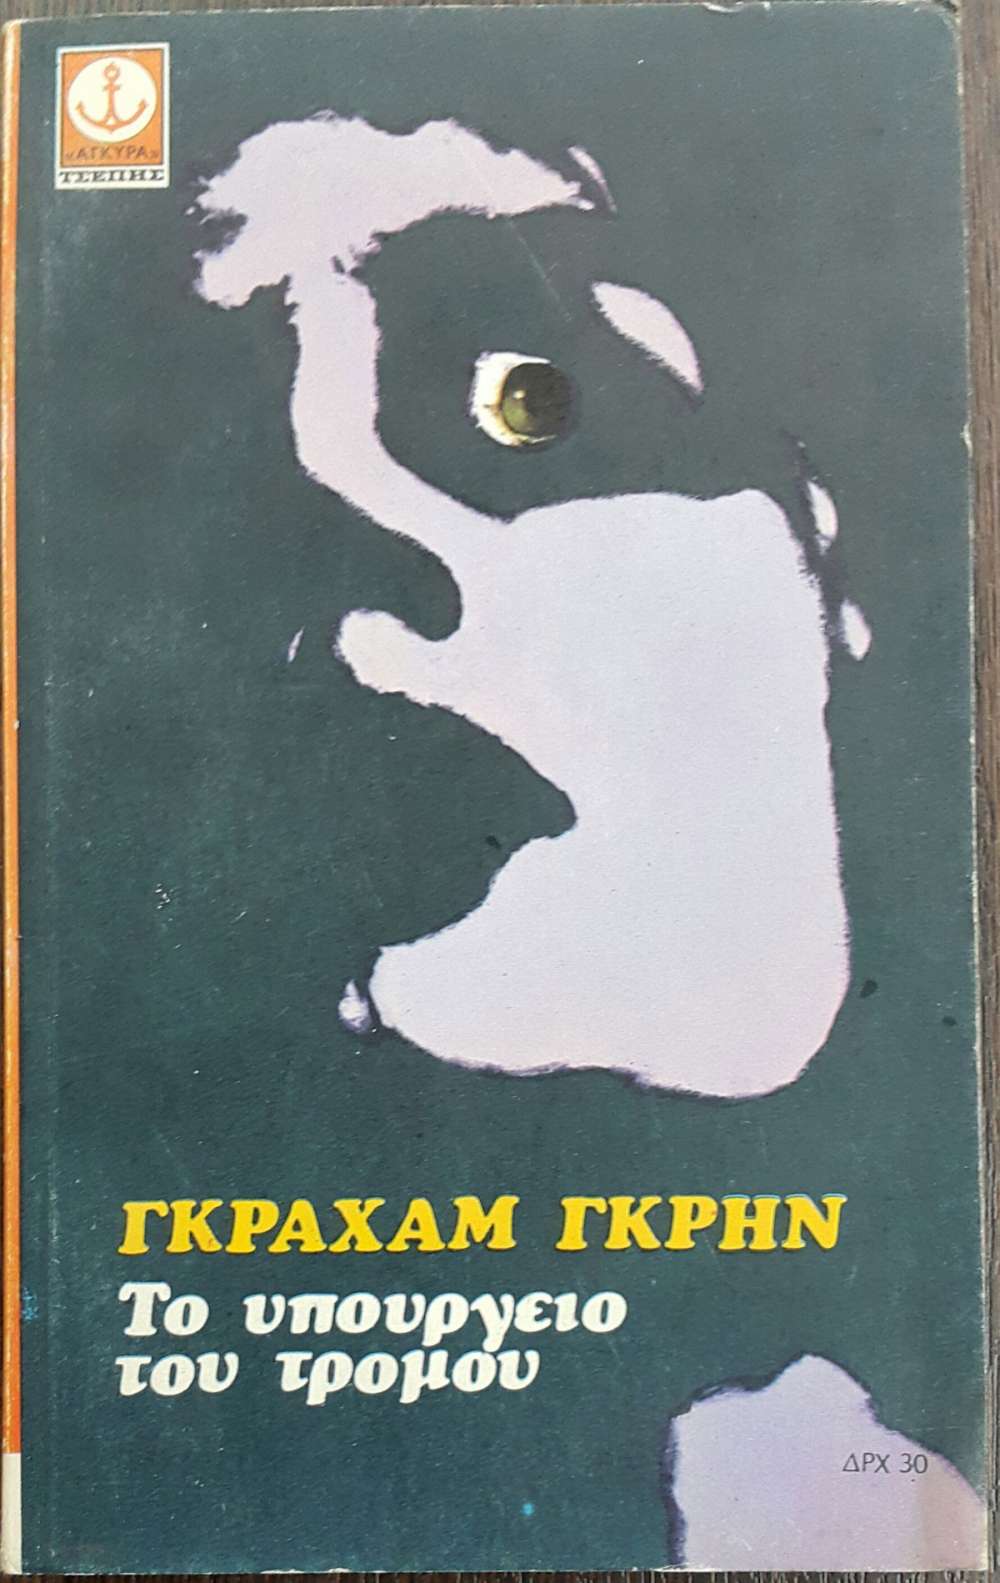 «ΑΓΚΥΡΑ»
ΤΣΕΠΗΣ
ΓΚΡΑΧΑΜ ΓΚΡΗΝ
Το υπουργειο
του τρομου
ΔΡΧ 30